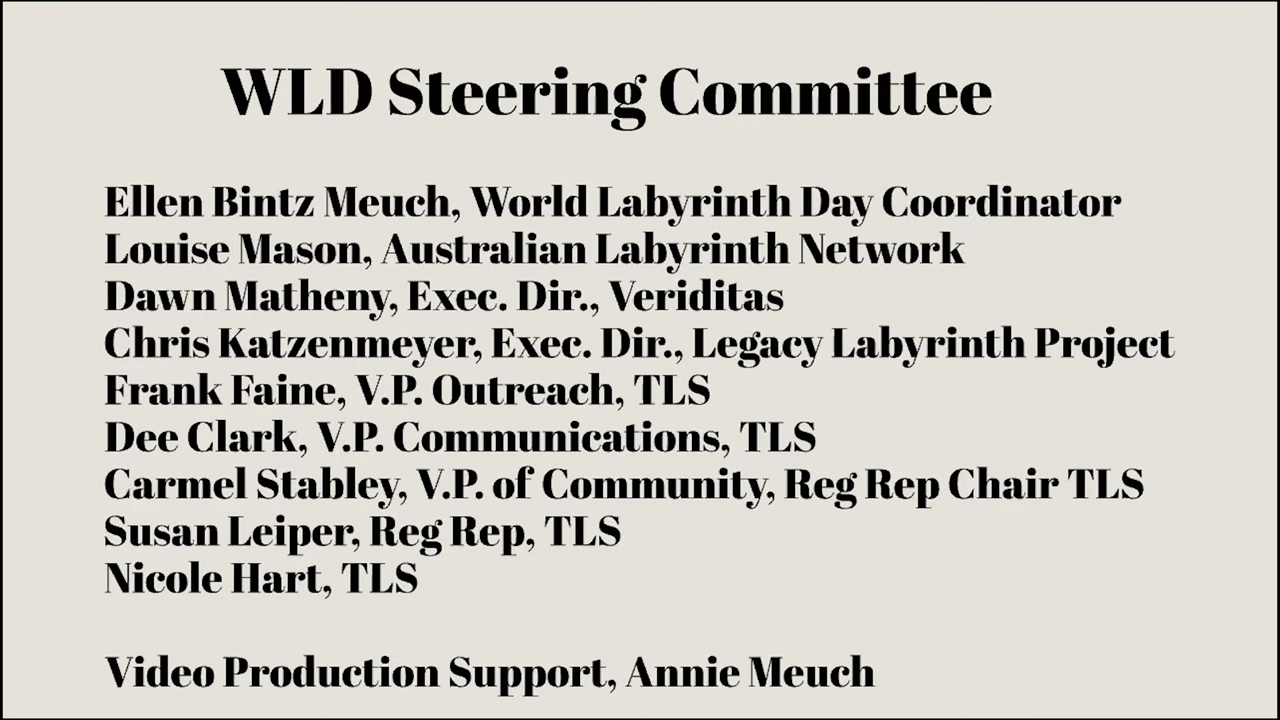 WLD Steering Committee
Ellen Bintz Meuch, World Labyrinth Day Coordinator
Louise Mason, Australian Labyrinth Network
Dawn Matheny, Exec. Dir., Veriditas
Chris Katzenmeyer, Exec. Dir., Legacy Labyrinth Project
Frank Faine, V.P. Outreach, TLS
Dee Clark, V.P. Communications, TLS
Carmel Stabley, V.P. of Community, Reg Rep Chair TLS
Susan Leiper, Reg Rep, TLS
Nicole Hart, TLS
Video Production Support, Annie Meuch